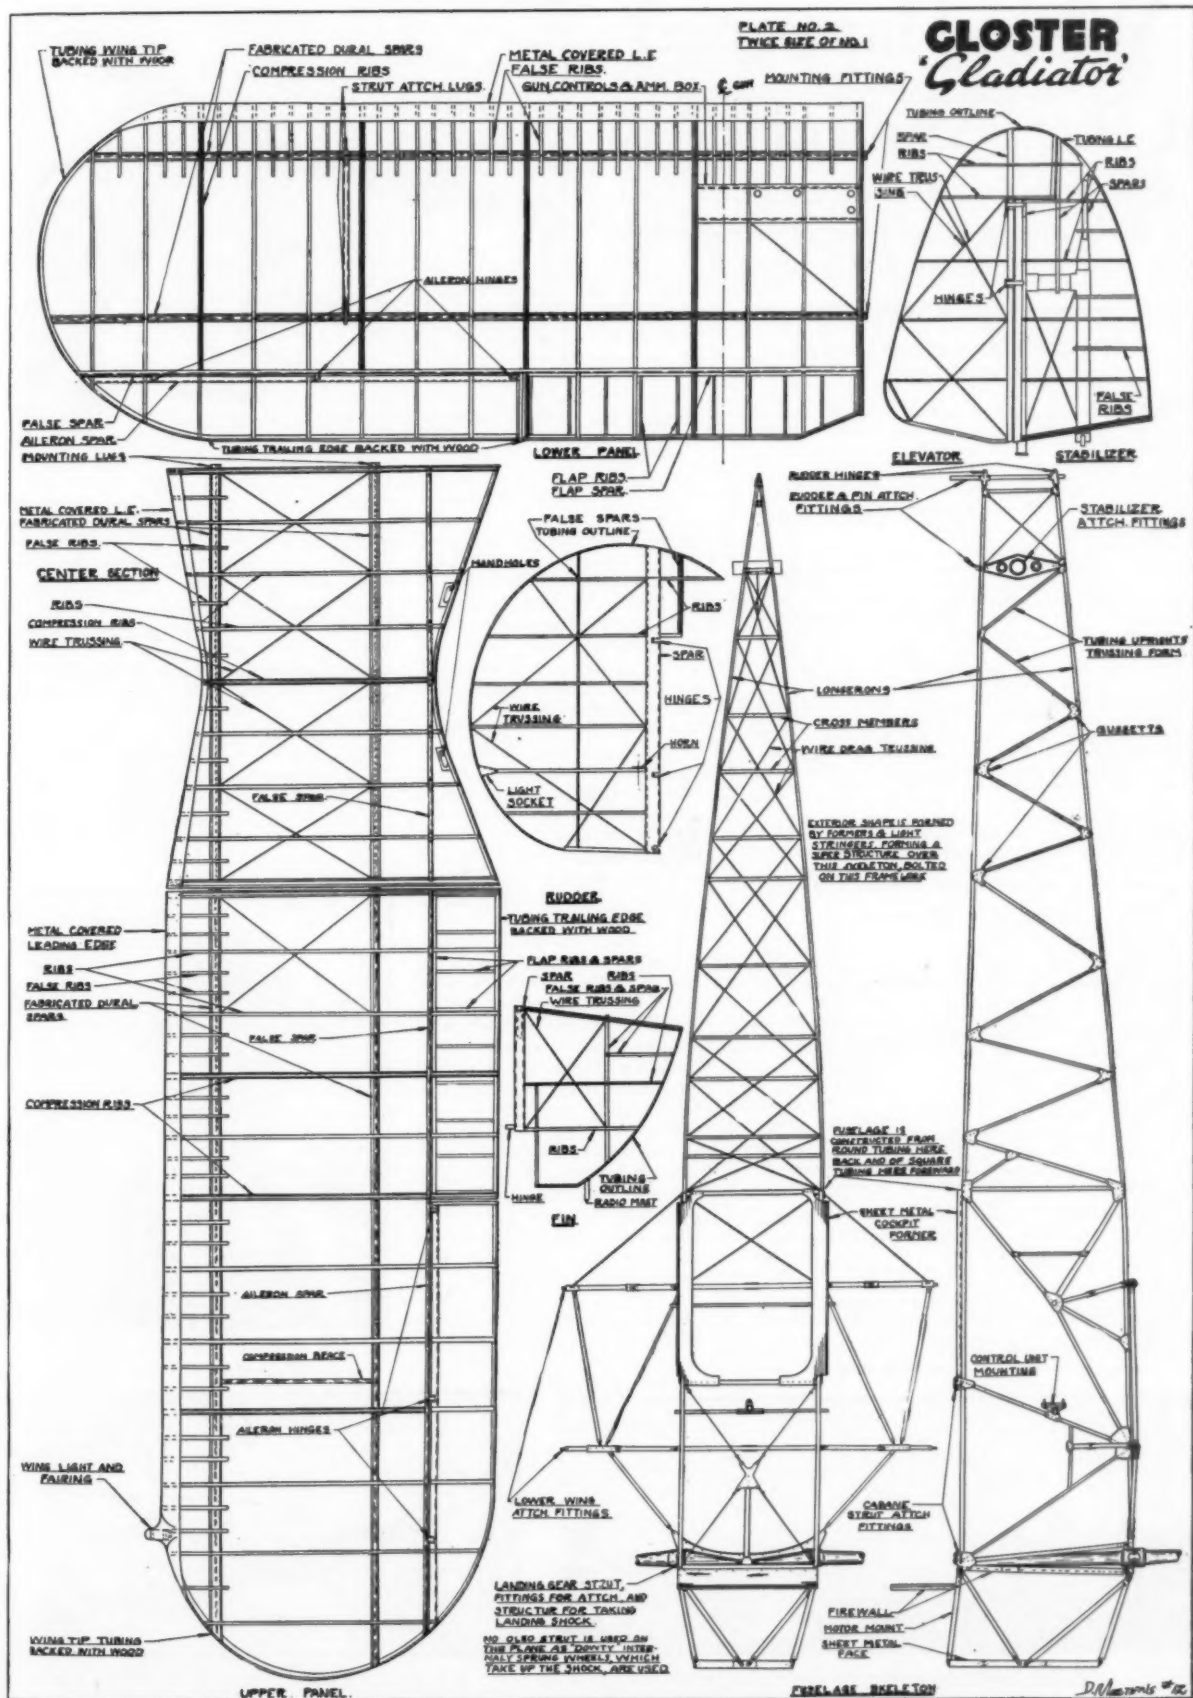 PLATE NO. 2
TWICE SIZE OF NO. 1
GLOSTER
'Gladiator'
TUBING WING TIP
BACKED WITH WOOD
FABRICATED DURAL SPARS
COMPRESSION RIBS
STRUT ATTCH. LUGS.
METAL COVERED L.E.
FALSE RIBS.
GUN, CONTROLS & AMM. BOX.
GUN
MOUNTING FITTINGS
AILERON HINGES
FALSE SPAR
AILERON SPAR
TUBING TRAILING EDGE BACKED WITH WOOD
LOWER PANEL
FLAP RIBS.
FLAP SPAR.
TUBING OUTLINE
SPAR
RIBS
WIRE TRUS
SING
HINGES
TUBING L.E.
RIBS
SPARS
FALSE
RIBS
ELEVATOR
STABILIZER
MOUNTING LUGS
METAL COVERED L.E.
FABRICATED DURAL SPARS
FALSE RIBS.
CENTER SECTION
RIBS
COMPRESSION RIBS
WIRE TRUSSING
HANDHOLES
FALSE SPAR
FALSE SPARS
TUBING OUTLINE
RIBS
SPAR
HINGES
WIRE
TRUSSING
HORN
LIGHT
SOCKET
RUDDER
RUDDER HINGES
RUDDER & FIN ATTCH.
FITTINGS
STABILIZER
ATTCH. FITTINGS
TUBING UPRIGHTS
TRUSSING FORM
LONGERONS
CROSS MEMBERS
WIRE DRAG TRUSSING
GUSSETTS
EXTERIOR SHAPE IS FORMED
BY FORMERS & LIGHT
STRINGERS, FORMING A
SUPER STRUCTURE OVER
THIS SKELETON, BOLTED
ON THIS FRAMEWORK
METAL COVERED
LEADING EDGE
RIBS
FALSE RIBS
FABRICATED DURAL
SPARS.
FALSE SPAR
COMPRESSION RIBS
TUBING TRAILING EDGE
BACKED WITH WOOD
FLAP RIBS & SPARS
SPAR
RIBS
FALSE RIBS & SPAR
WIRE TRUSSING
RIBS
TUBING
OUTLINE
RADIO MAST
HINGE
FIN
FUSELAGE IS
CONSTRUCTED FROM
ROUND TUBING HERE
BACK AND OF SQUARE
TUBING HERE FOREWARD
SHEET METAL
COCKPIT
FORMER
AILERON SPAR
COMPRESSION BRACE
AILERON HINGES
WING LIGHT AND
FAIRING
WING TIP TUBING
BACKED WITH WOOD
UPPER PANEL.
CONTROL UNIT
MOUNTING
LOWER WING
ATTCH FITTINGS
CABANE
STRUT ATTCH
FITTINGS
LANDING GEAR STRUT,
FITTINGS FOR ATTCH. AND
STRUCTUR FOR TAKING
LANDING SHOCK.
NO OLEO STRUT IS USED ON
THE PLANE AS "DOWTY" INTER-
NALY SPRUNG WHEELS, WHICH
TAKE UP THE SHOCK, ARE USED
FIREWALL
MOTOR MOUNT
SHEET METAL
FACE
FUSELAGE SKELETON